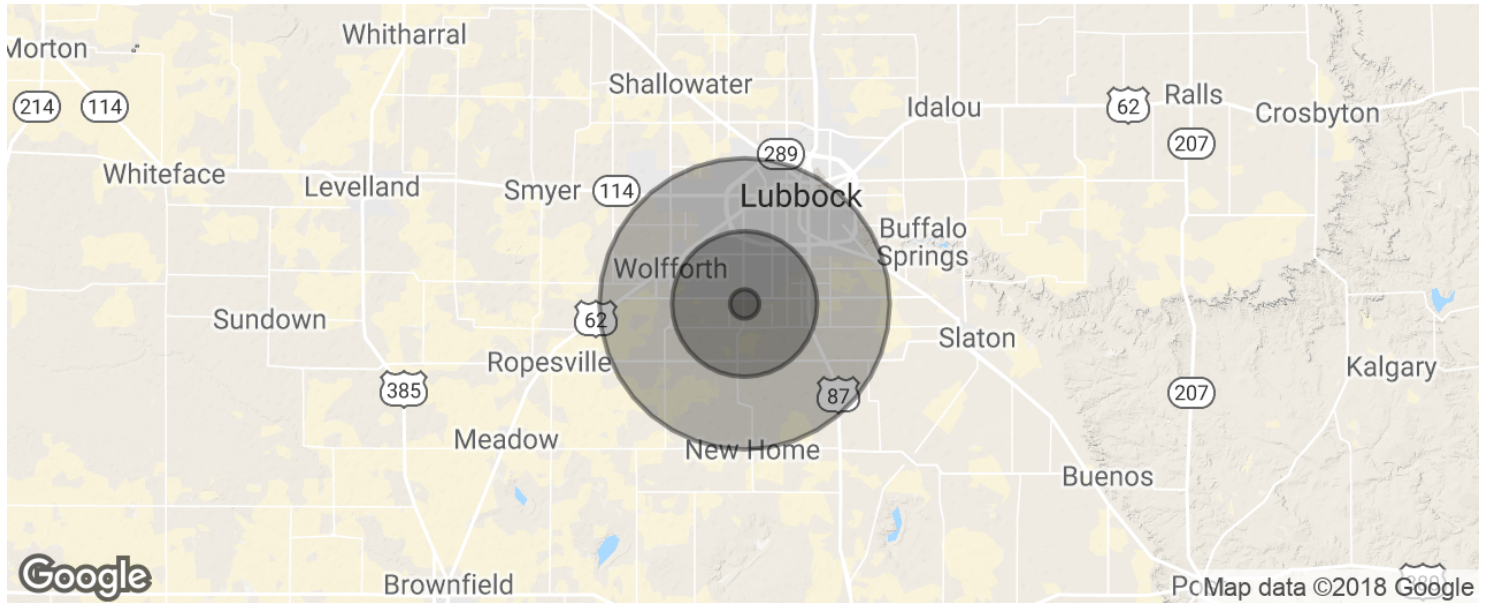 Whitharral
Morton
Shallowater
Ralls
62
214
114
Idalou
Crosbyton
207
289
Whiteface
Levelland
Smyer
114
Lubbock
Buffalo
Springs
Wolfforth
Sundown
62
Slaton
Ropesville
Kalgary
385
87
207
Meadow
New Home
Buenos
Google
Brownfield
Map data ©2018 Google